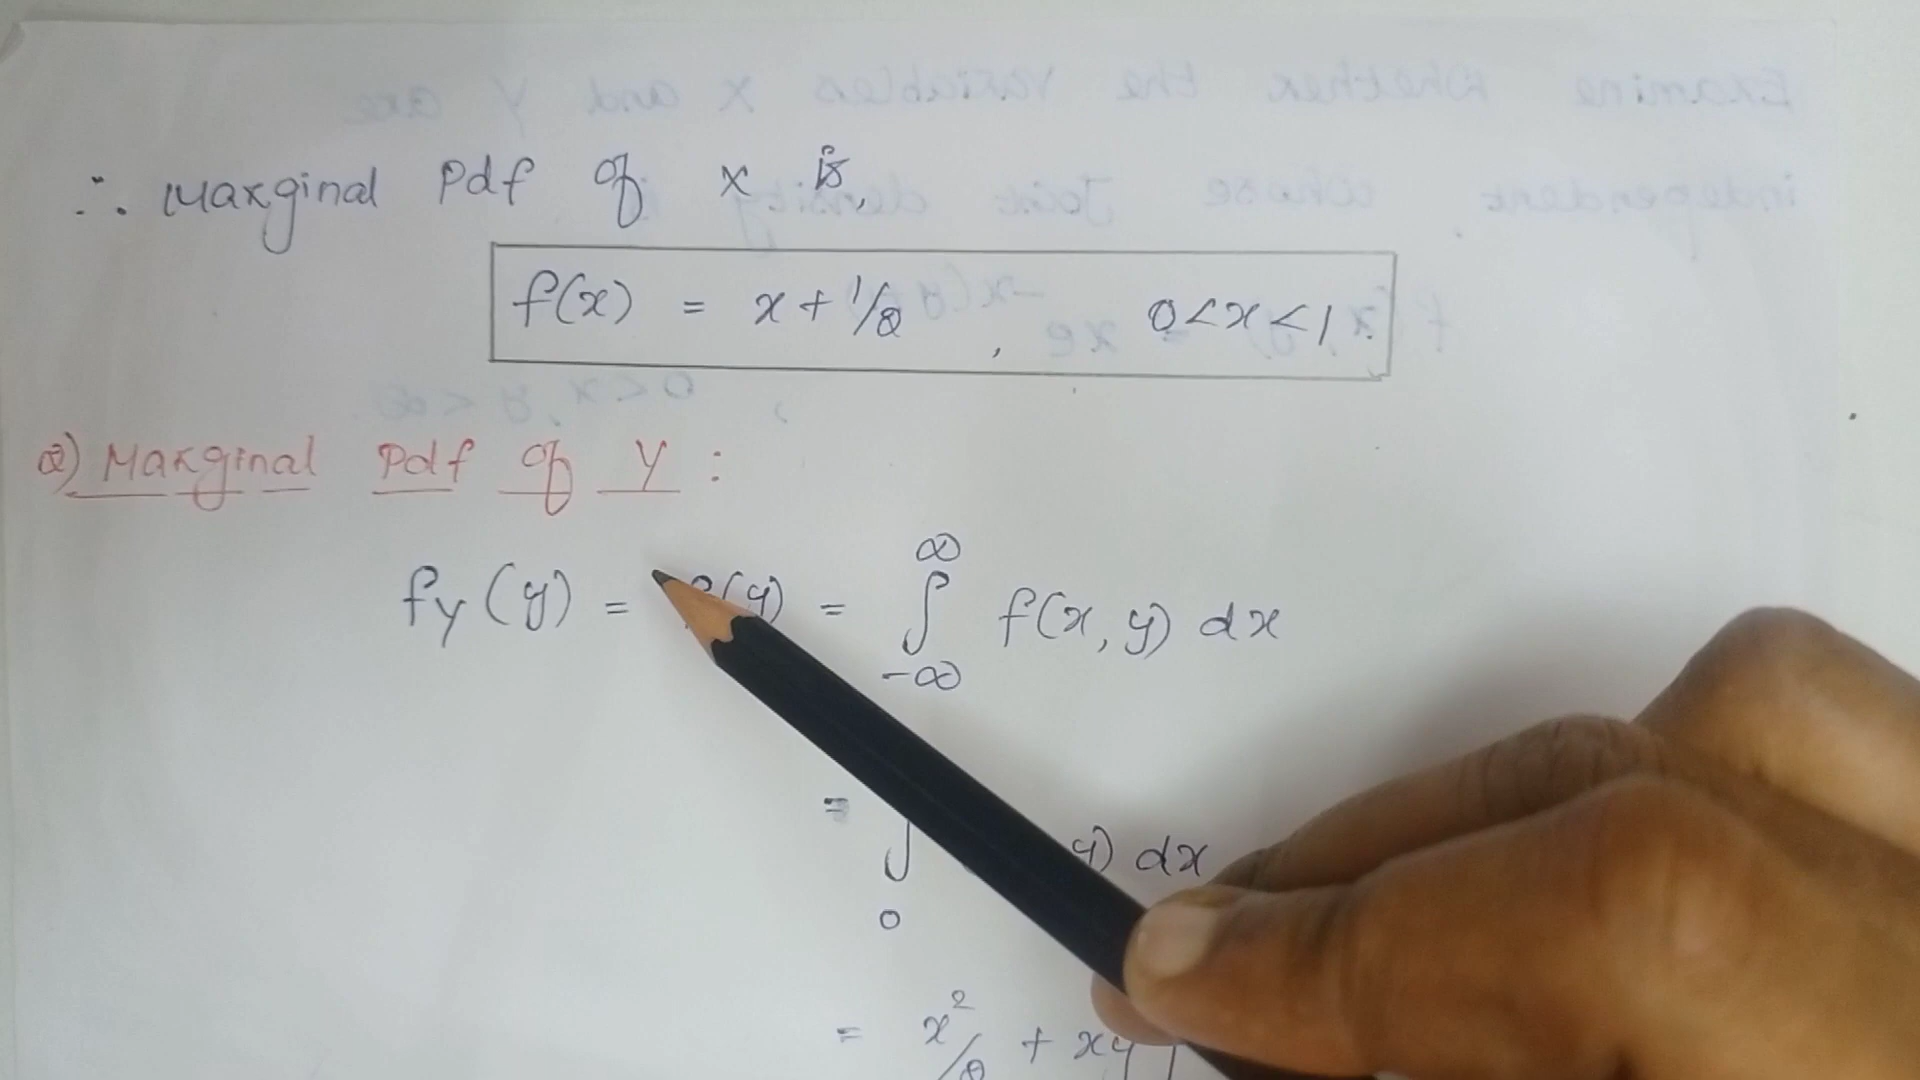 ∴ Marginal Pdf of X is,
f(x) = x + 1/2 , 0<x<1
2) Marginal Pdf of Y :
fY(y) = f(y) = ∫_{-∞}^{∞} f(x,y) dx
= ∫_0 y) dx
= x²/2 + xy